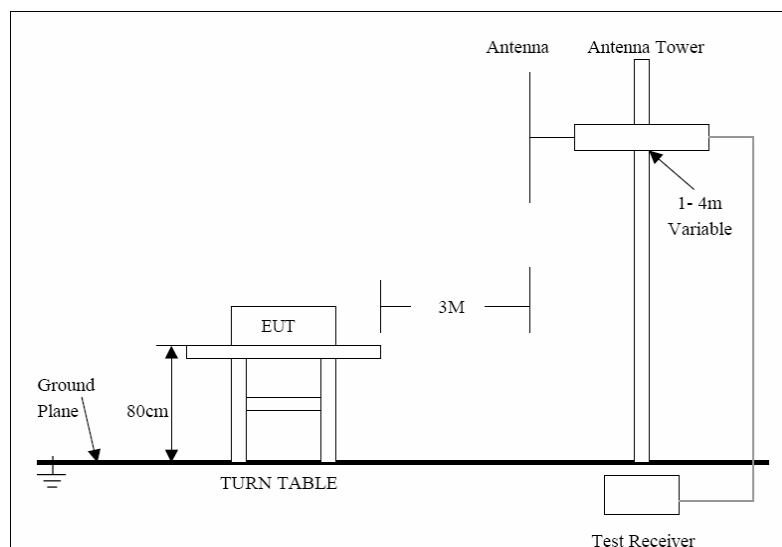 Antenna
Antenna Tower
1- 4m
Variable
3M
EUT
Ground
Plane
80cm
TURN TABLE
Test Receiver